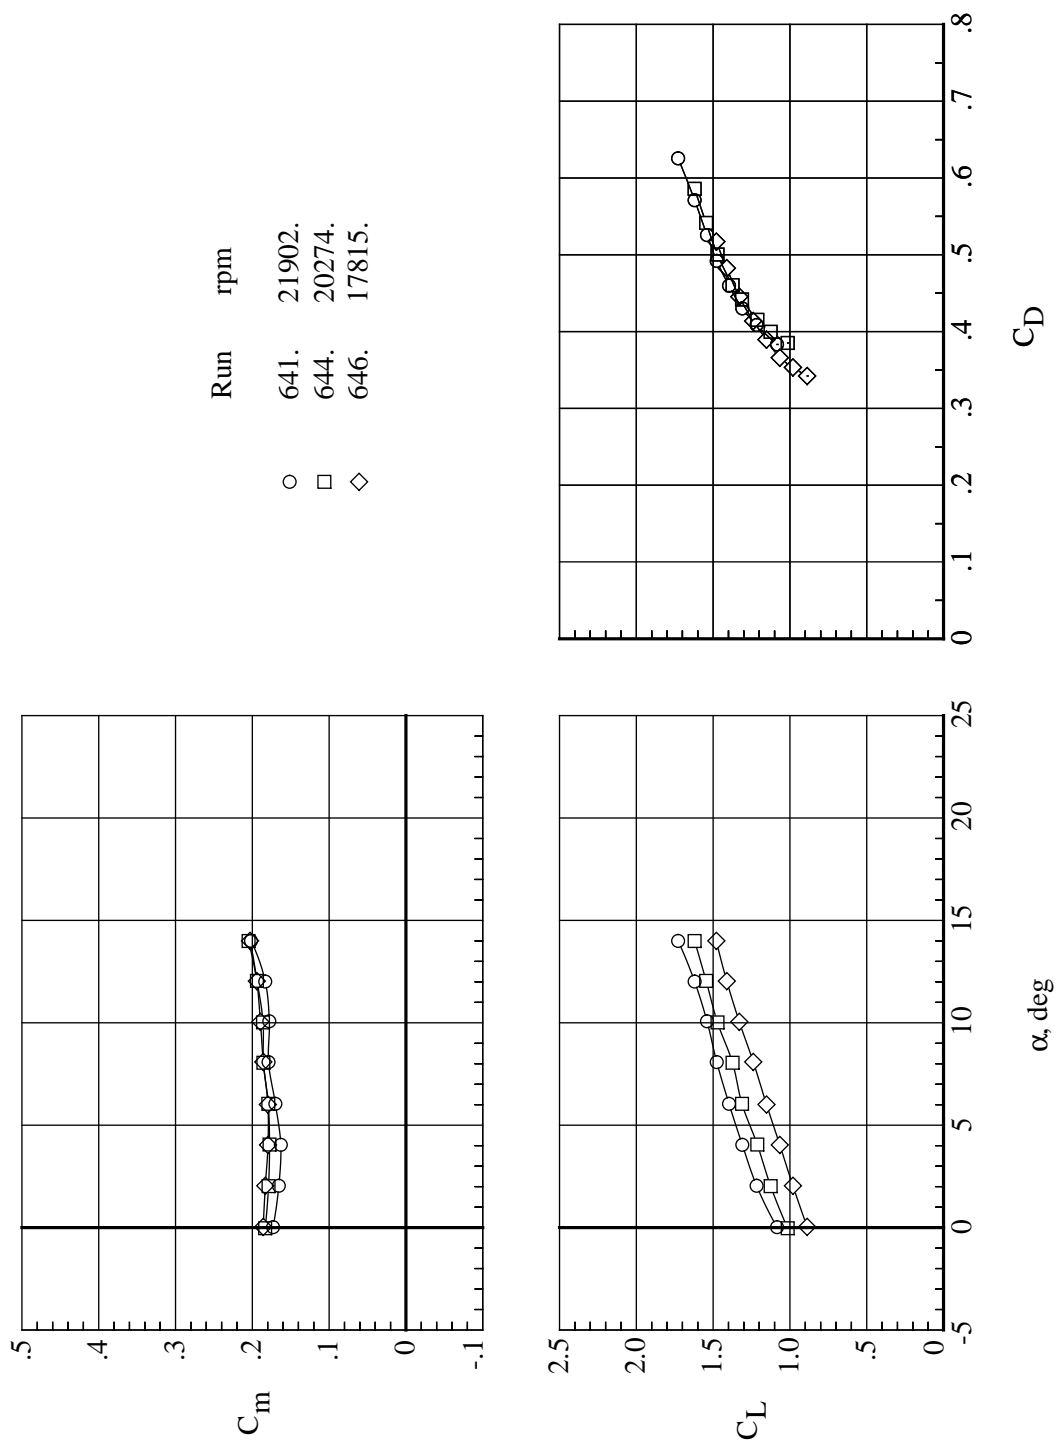 .5
.4
.3
.2
.1
0
-.1
C_m
Run rpm
641. 21902.
644. 20274.
646. 17815.
2.5
2.0
1.5
1.0
.5
0
C_L
-5 0 5 10 15 20 25
α, deg
0 .1 .2 .3 .4 .5 .6 .7 .8
C_D